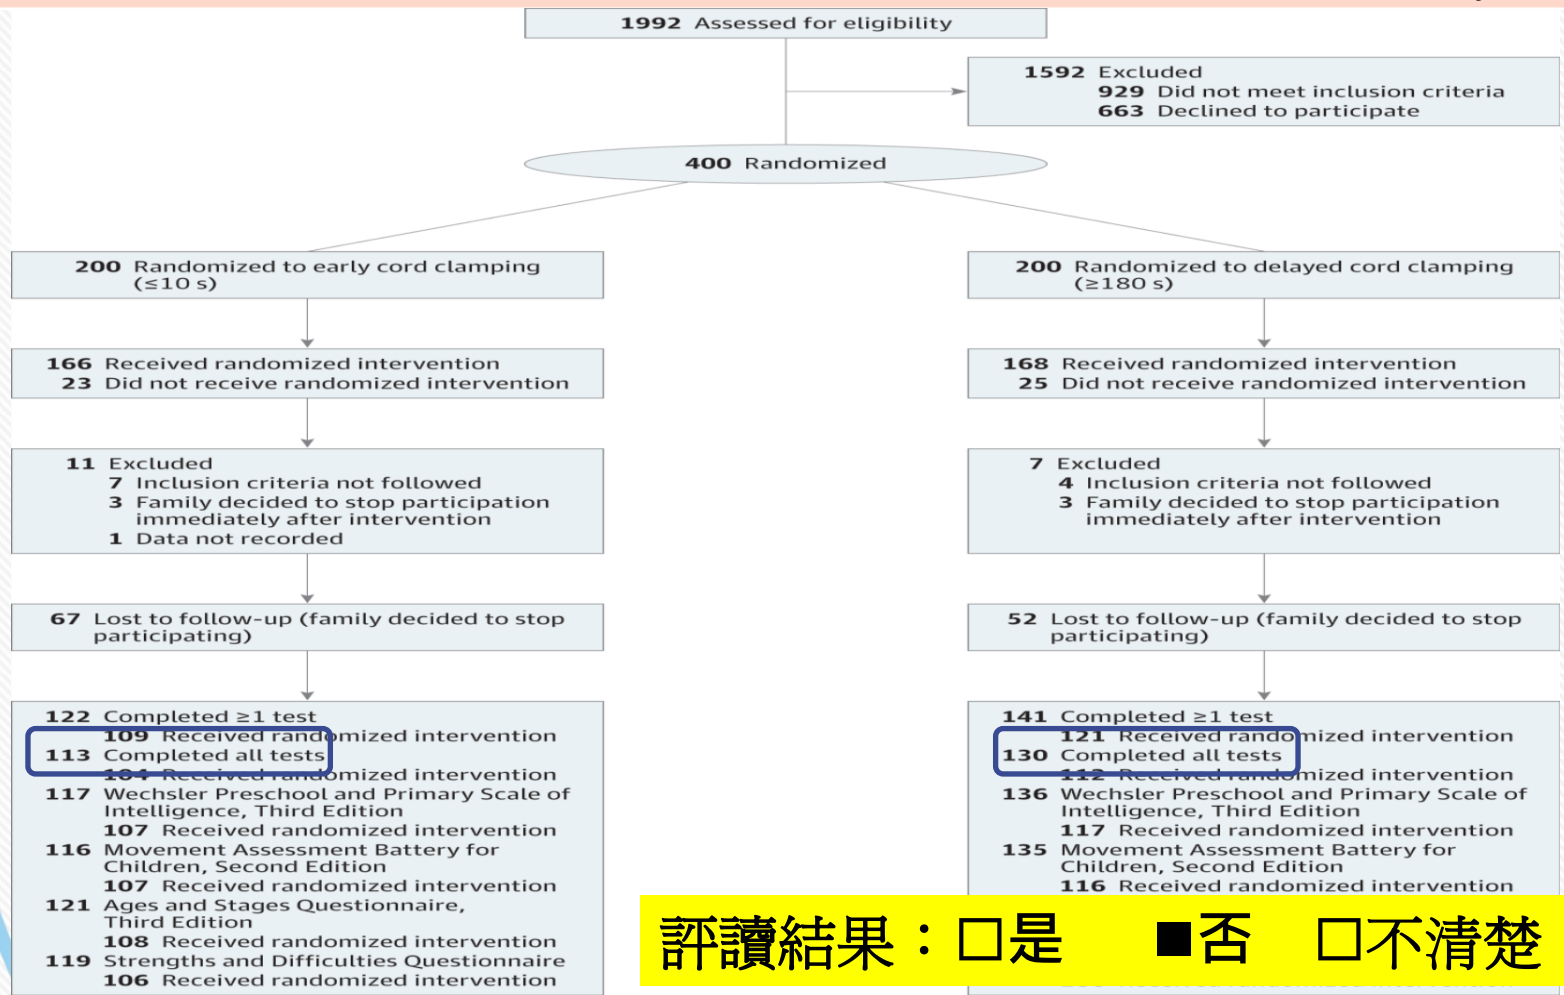 1992 Assessed for eligibility
1592 Excluded
929 Did not meet inclusion criteria
663 Declined to participate
400 Randomized
200 Randomized to early cord clamping
(≤10 s)
166 Received randomized intervention
23 Did not receive randomized intervention
11 Excluded
7 Inclusion criteria not followed
3 Family decided to stop participation
immediately after intervention
1 Data not recorded
67 Lost to follow-up (family decided to stop
participating)
122 Completed ≥1 test
109 Received randomized intervention
113 Completed all tests
104 Received randomized intervention
117 Wechsler Preschool and Primary Scale of
Intelligence, Third Edition
107 Received randomized intervention
116 Movement Assessment Battery for
Children, Second Edition
107 Received randomized intervention
121 Ages and Stages Questionnaire,
Third Edition
108 Received randomized intervention
119 Strengths and Difficulties Questionnaire
106 Received randomized intervention
200 Randomized to delayed cord clamping
(≥180 s)
168 Received randomized intervention
25 Did not receive randomized intervention
7 Excluded
4 Inclusion criteria not followed
3 Family decided to stop participation
immediately after intervention
52 Lost to follow-up (family decided to stop
participating)
141 Completed ≥1 test
121 Received randomized intervention
130 Completed all tests
112 Received randomized intervention
136 Wechsler Preschool and Primary Scale of
Intelligence, Third Edition
117 Received randomized intervention
135 Movement Assessment Battery for
Children, Second Edition
116 Received randomized intervention
評讀結果：□是 ■否 □不清楚